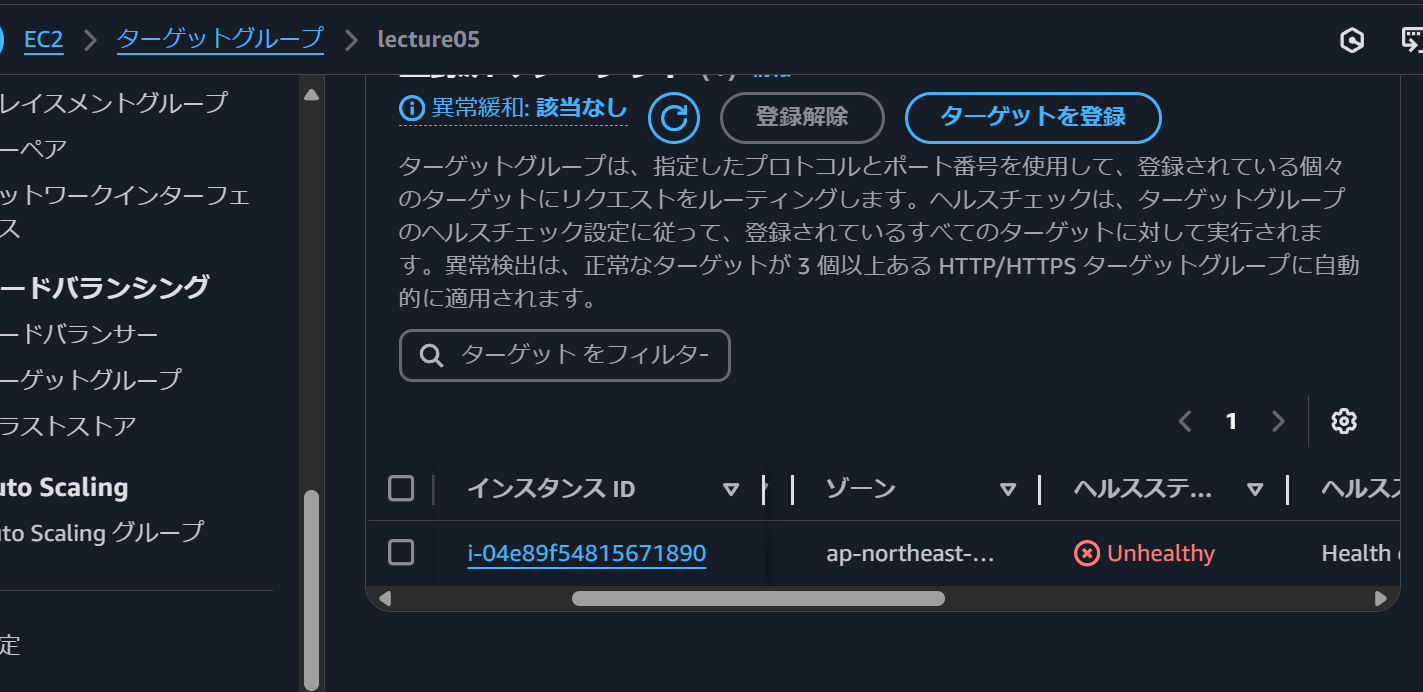 EC2 > ターゲットグループ > lecture05
レイスメントグループ
ーペア
ットワークインターフェ
ス
ードバランシング
ードバランサー
ーゲットグループ
ラストストア
uto Scaling
uto Scaling グループ
定
異常緩和: 該当なし 登録解除 ターゲットを登録
ターゲットグループは、指定したプロトコルとポート番号を使用して、登録されている個々
のターゲットにリクエストをルーティングします。ヘルスチェックは、ターゲットグループ
のヘルスチェック設定に従って、登録されているすべてのターゲットに対して実行されま
す。異常検出は、正常なターゲットが 3 個以上ある HTTP/HTTPS ターゲットグループに自動
的に適用されます。
ターゲット をフィルター
1
インスタンス ID ゾーン ヘルスステ... ヘルス
i-04e89f54815671890 ap-northeast-... Unhealthy Health